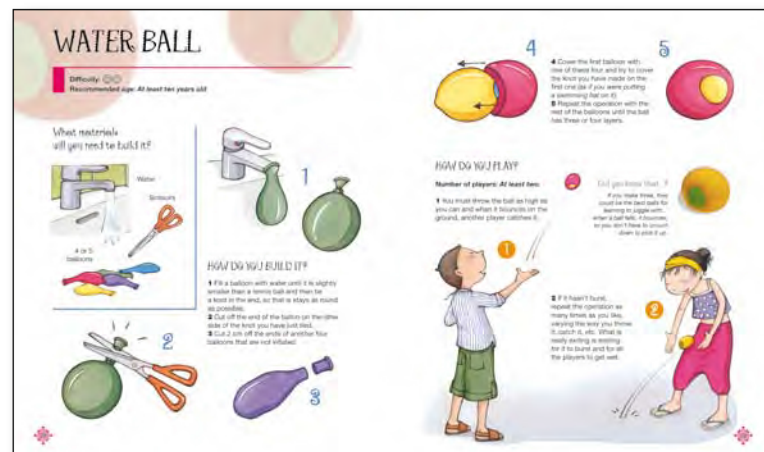 WATER BALL
Difficulty:
Recommended age: At least ten years old
What materials
will you need to build it?
Water
Scissors
4 or 5
balloons
1
HOW DO YOU BUILD IT?
1 Fill a balloon with water until it is slightly
smaller than a tennis ball and then tie
a knot in the end, so that is stays as round
as possible.
2 Cut off the end of the ballon on the other
side of the knot you have just tied.
3 Cut 2 cm off the ends of another four
balloons that are not inflated.
2
3
4
4 Cover the first balloon with
one of these four and try to cover
the knot you have made on the
first one (as if you were putting
a swimming hat on it).
5 Repeat the operation with the
rest of the balloons until the ball
has three or four layers.
5
HOW DO YOU PLAY?
Number of players: At least two
1 You must throw the ball as high as
you can and when it bounces on the
ground, another player catches it.
Did you know that...?
If you make three, they
could be the best balls for
learning to juggle with...
when a ball falls, it bounces,
so you don't have to crouch
down to pick it up.
1
2 If it hasn't burst,
repeat the operation as
many times as you like,
varying the way you throw
it, catch it, etc. What is
really exciting is waiting
for it to burst and for all
the players to get wet.
2